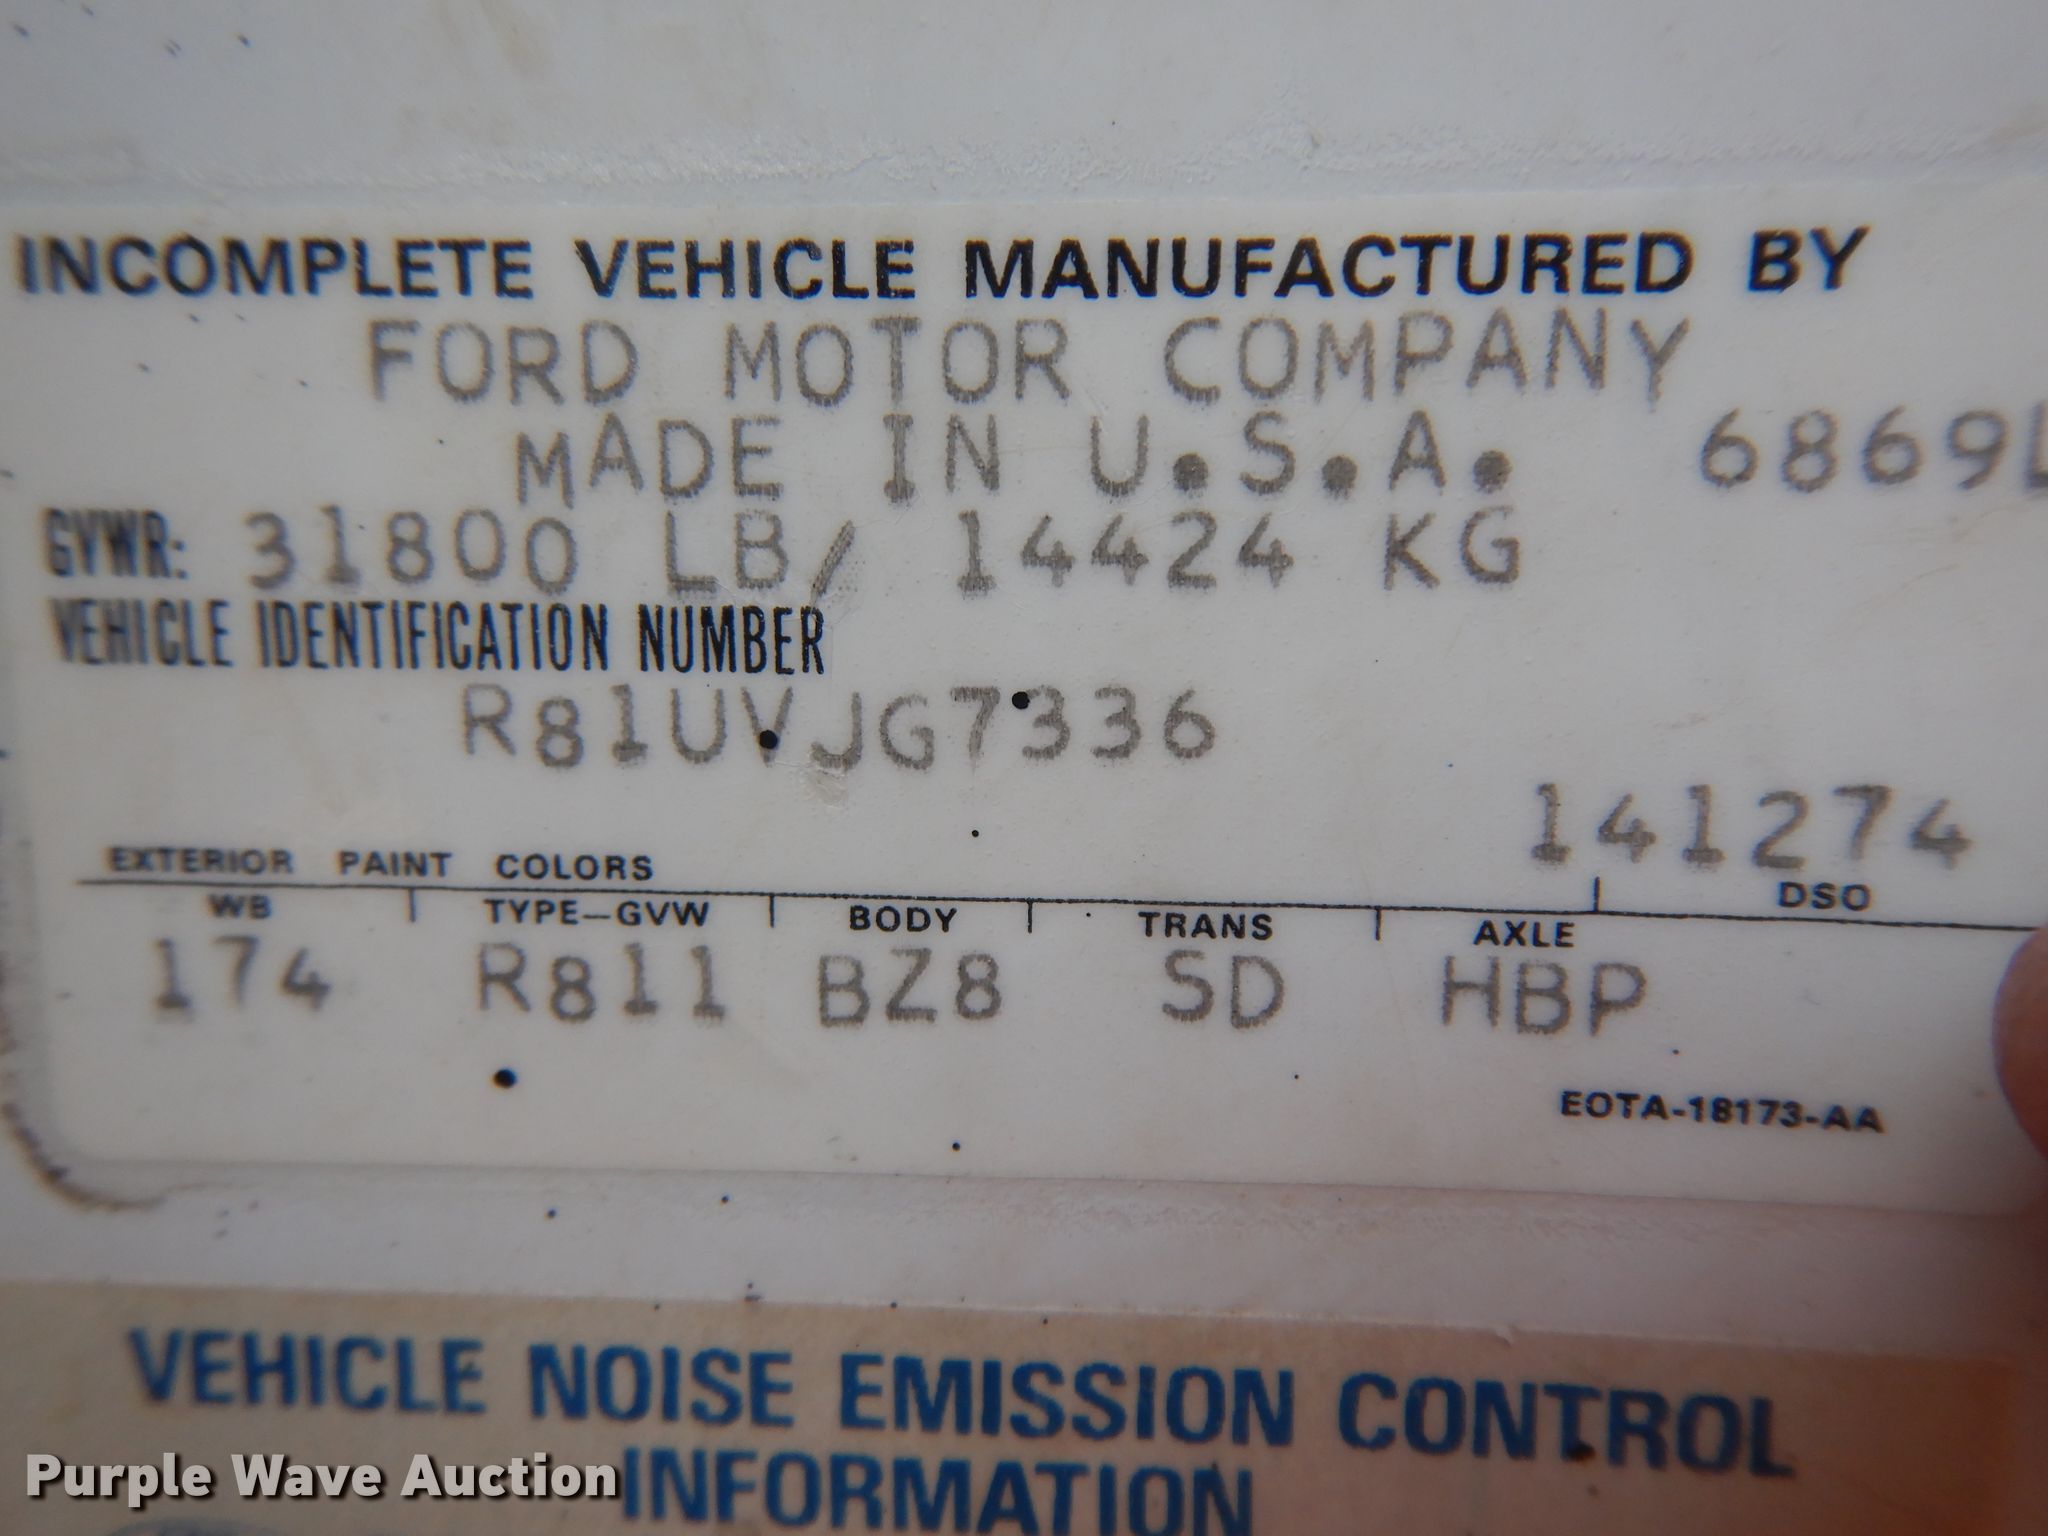 INCOMPLETE VEHICLE MANUFACTURED BY
FORD MOTOR COMPANY
MADE IN U.S.A. 6869L
GVWR: 31800 LB/ 14424 KG
VEHICLE IDENTIFICATION NUMBER
R81UVJG7336
141274
EXTERIOR PAINT COLORS DSO
WB TYPE-GVW BODY TRANS AXLE
174 R811 BZ8 SD HBP
EOTA-18173-AA
VEHICLE NOISE EMISSION CONTROL
INFORMATION
Purple Wave Auction